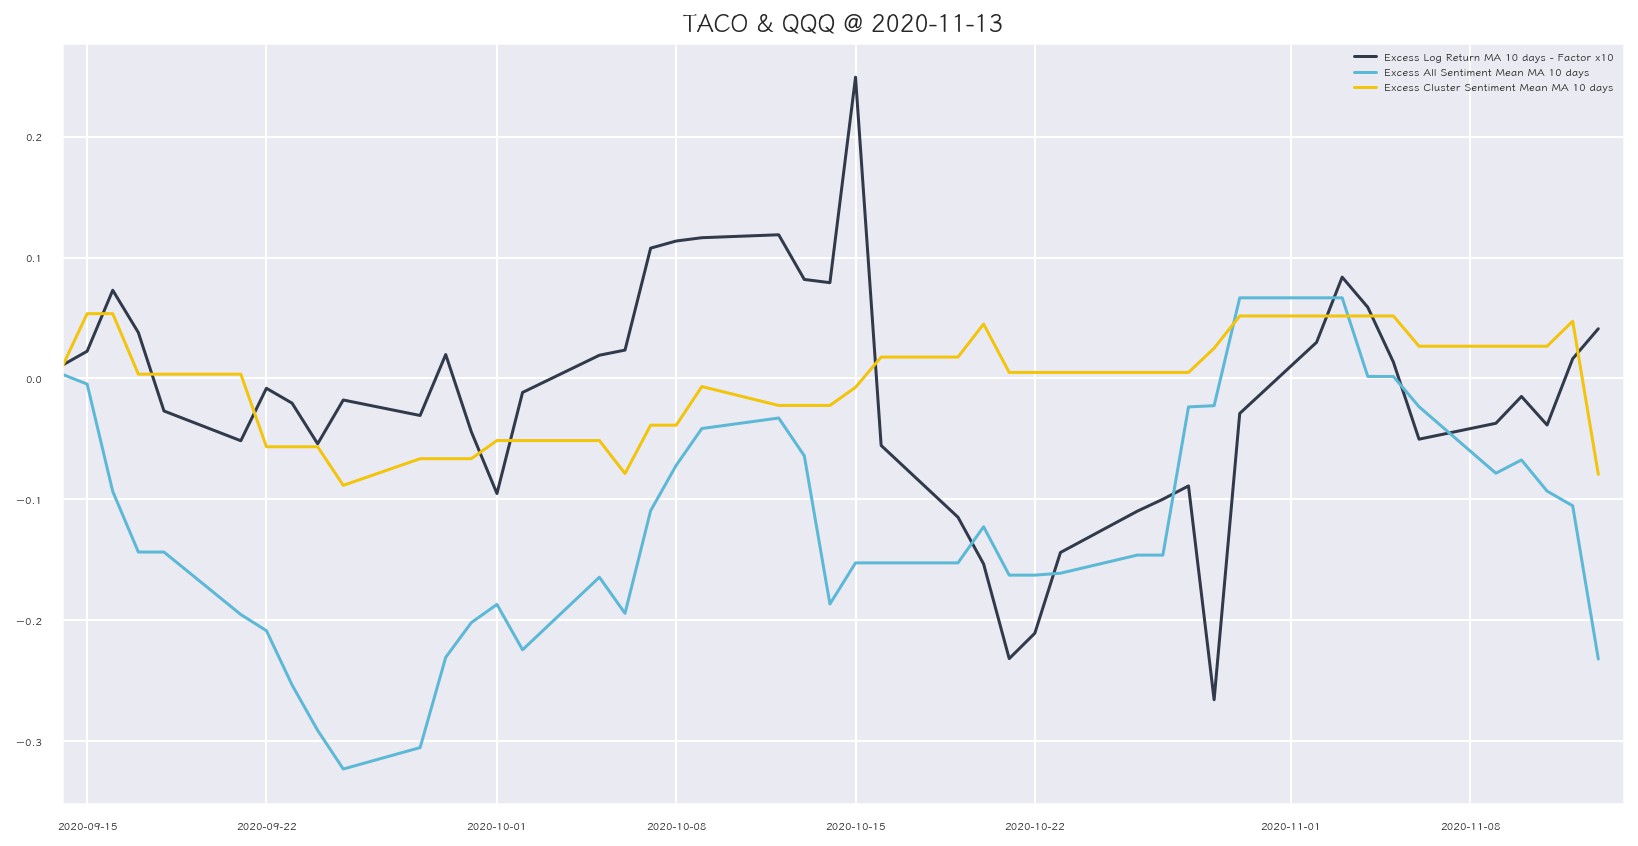 TACO & QQQ @ 2020-11-13
Excess Log Return MA 10 days - Factor x10
Excess All Sentiment Mean MA 10 days
Excess Cluster Sentiment Mean MA 10 days
0.2
0.1
0.0
−0.1
−0.2
−0.3
2020-09-15 2020-09-22 2020-10-01 2020-10-08 2020-10-15 2020-10-22 2020-11-01 2020-11-08